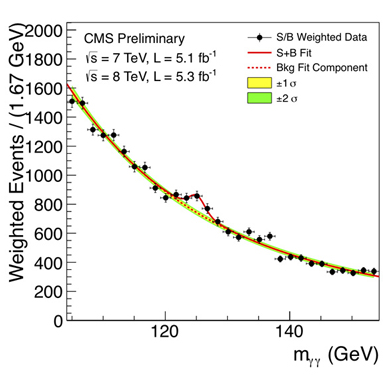 CMS Preliminary
√s = 7 TeV, L = 5.1 fb⁻¹
√s = 8 TeV, L = 5.3 fb⁻¹
S/B Weighted Data
S+B Fit
Bkg Fit Component
±1 σ
±2 σ
Weighted Events / (1.67 GeV)
2000
1800
1600
1400
1200
1000
800
600
400
200
0
120
140
mγγ (GeV)